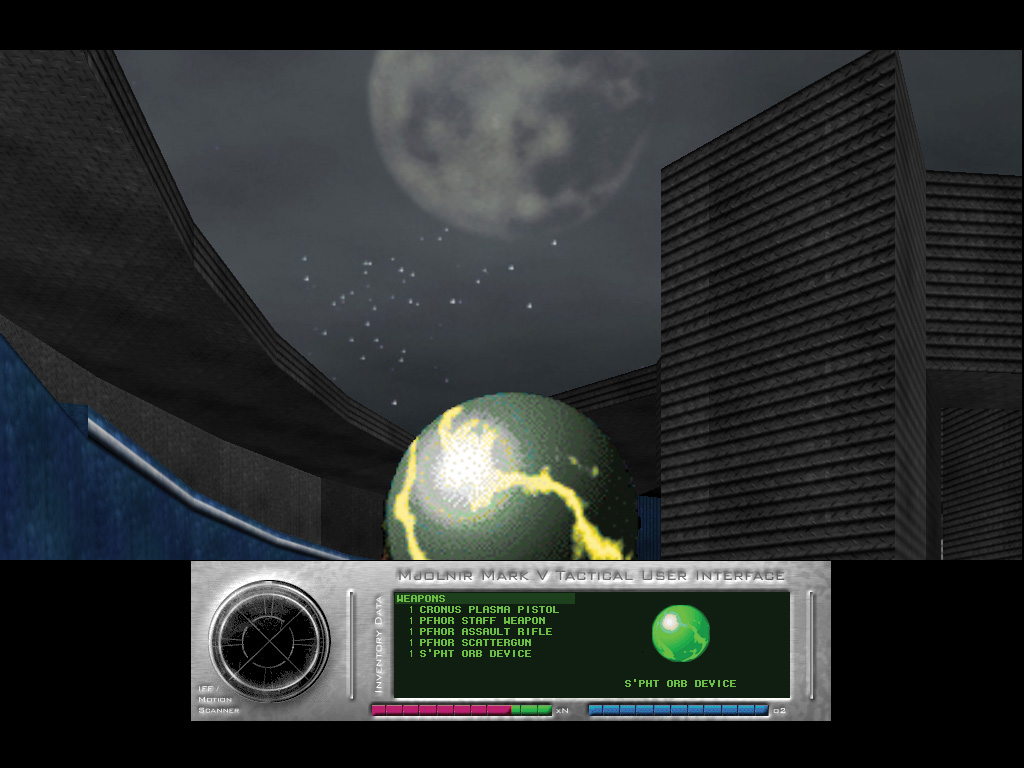 Mjolnir Mark V Tactical User Interface
Inventory Data
WEAPONS
1 CRONUS PLASMA PISTOL
1 PFHOR STAFF WEAPON
1 PFHOR ASSAULT RIFLE
1 PFHOR SCATTERGUN
1 S'PHT ORB DEVICE
S'PHT ORB DEVICE
IFF /
Motion
Scanner
xN
o2